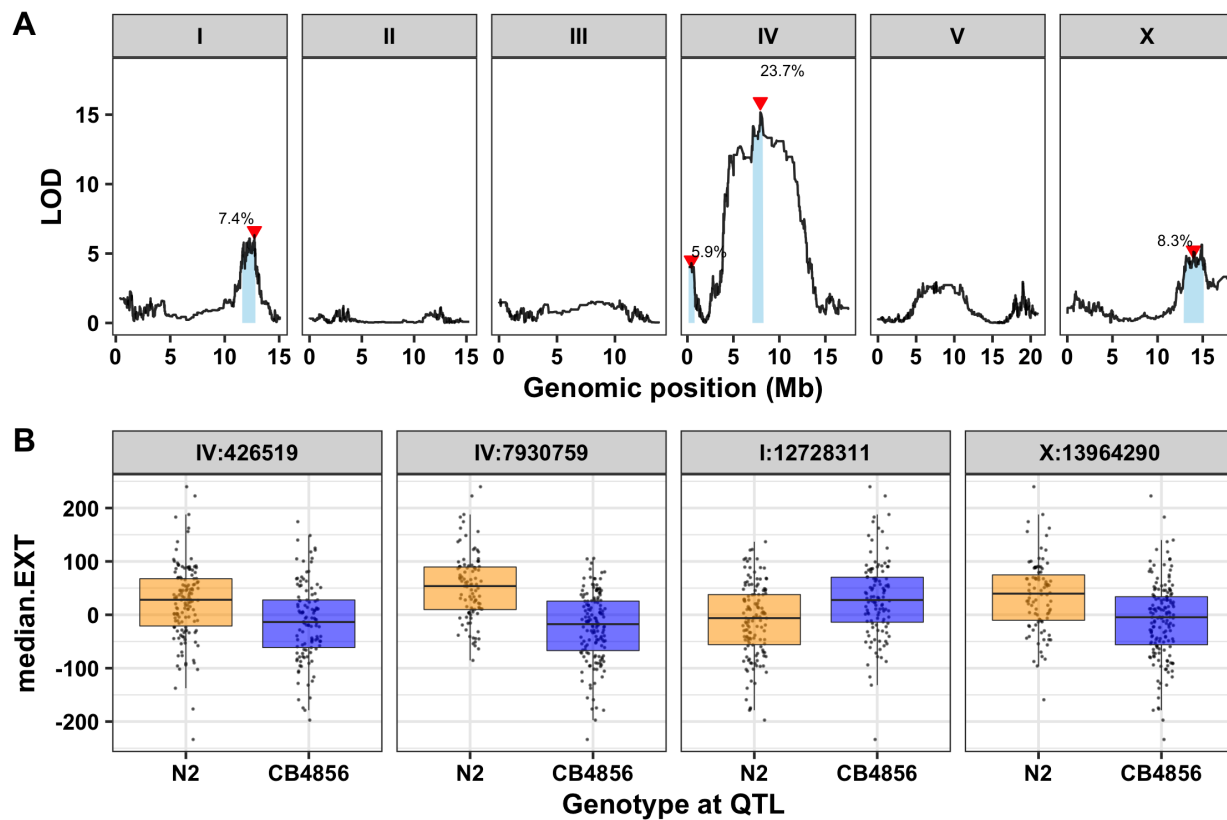 A
I II III IV V X
23.7%
15
LOD
10
7.4%
5.9%
8.3%
5
0
0 5 10 15 0 5 10 15 0 5 10 0 5 10 15 0 5 10 15 20 0 5 10 15
Genomic position (Mb)
B
IV:426519 IV:7930759 I:12728311 X:13964290
median.EXT
200
100
0
-100
-200
N2 CB4856 N2 CB4856 N2 CB4856 N2 CB4856
Genotype at QTL